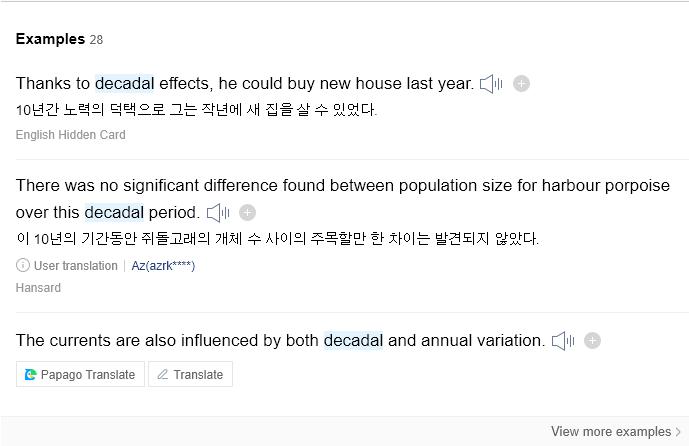 Examples 28
Thanks to decadal effects, he could buy new house last year.
10년간 노력의 덕택으로 그는 작년에 새 집을 살 수 있었다.
English Hidden Card
There was no significant difference found between population size for harbour porpoise
over this decadal period.
이 10년의 기간동안 쥐돌고래의 개체 수 사이의 주목할만 한 차이는 발견되지 않았다.
User translation | Az(azrk****)
Hansard
The currents are also influenced by both decadal and annual variation.
Papago Translate Translate
View more examples >